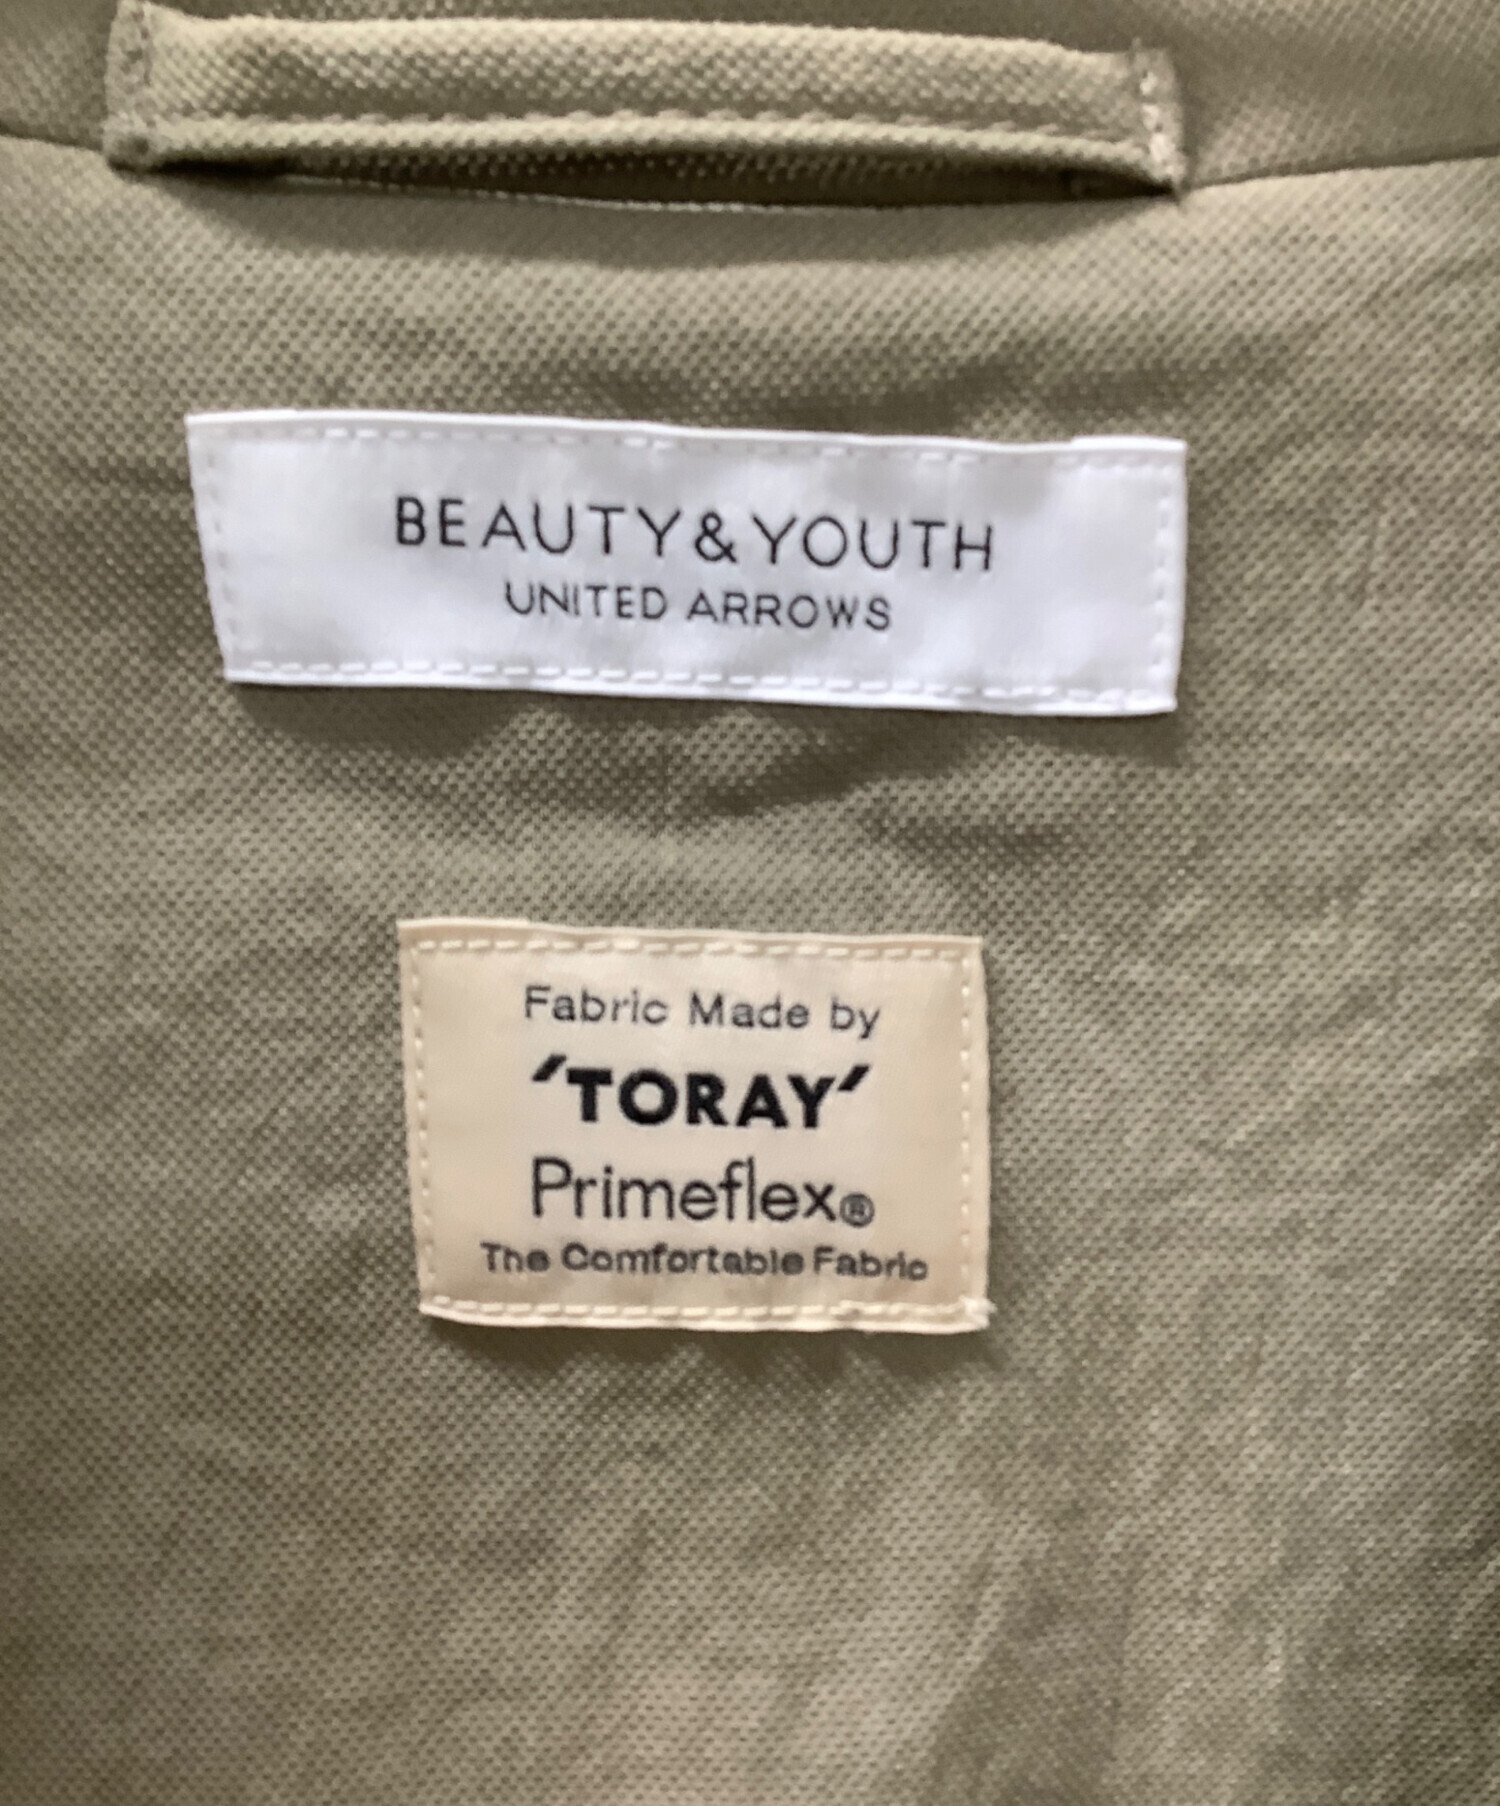 BEAUTY&YOUTH
UNITED ARROWS
Fabric Made by
'TORAY'
Primeflex®
The Comfortable Fabric